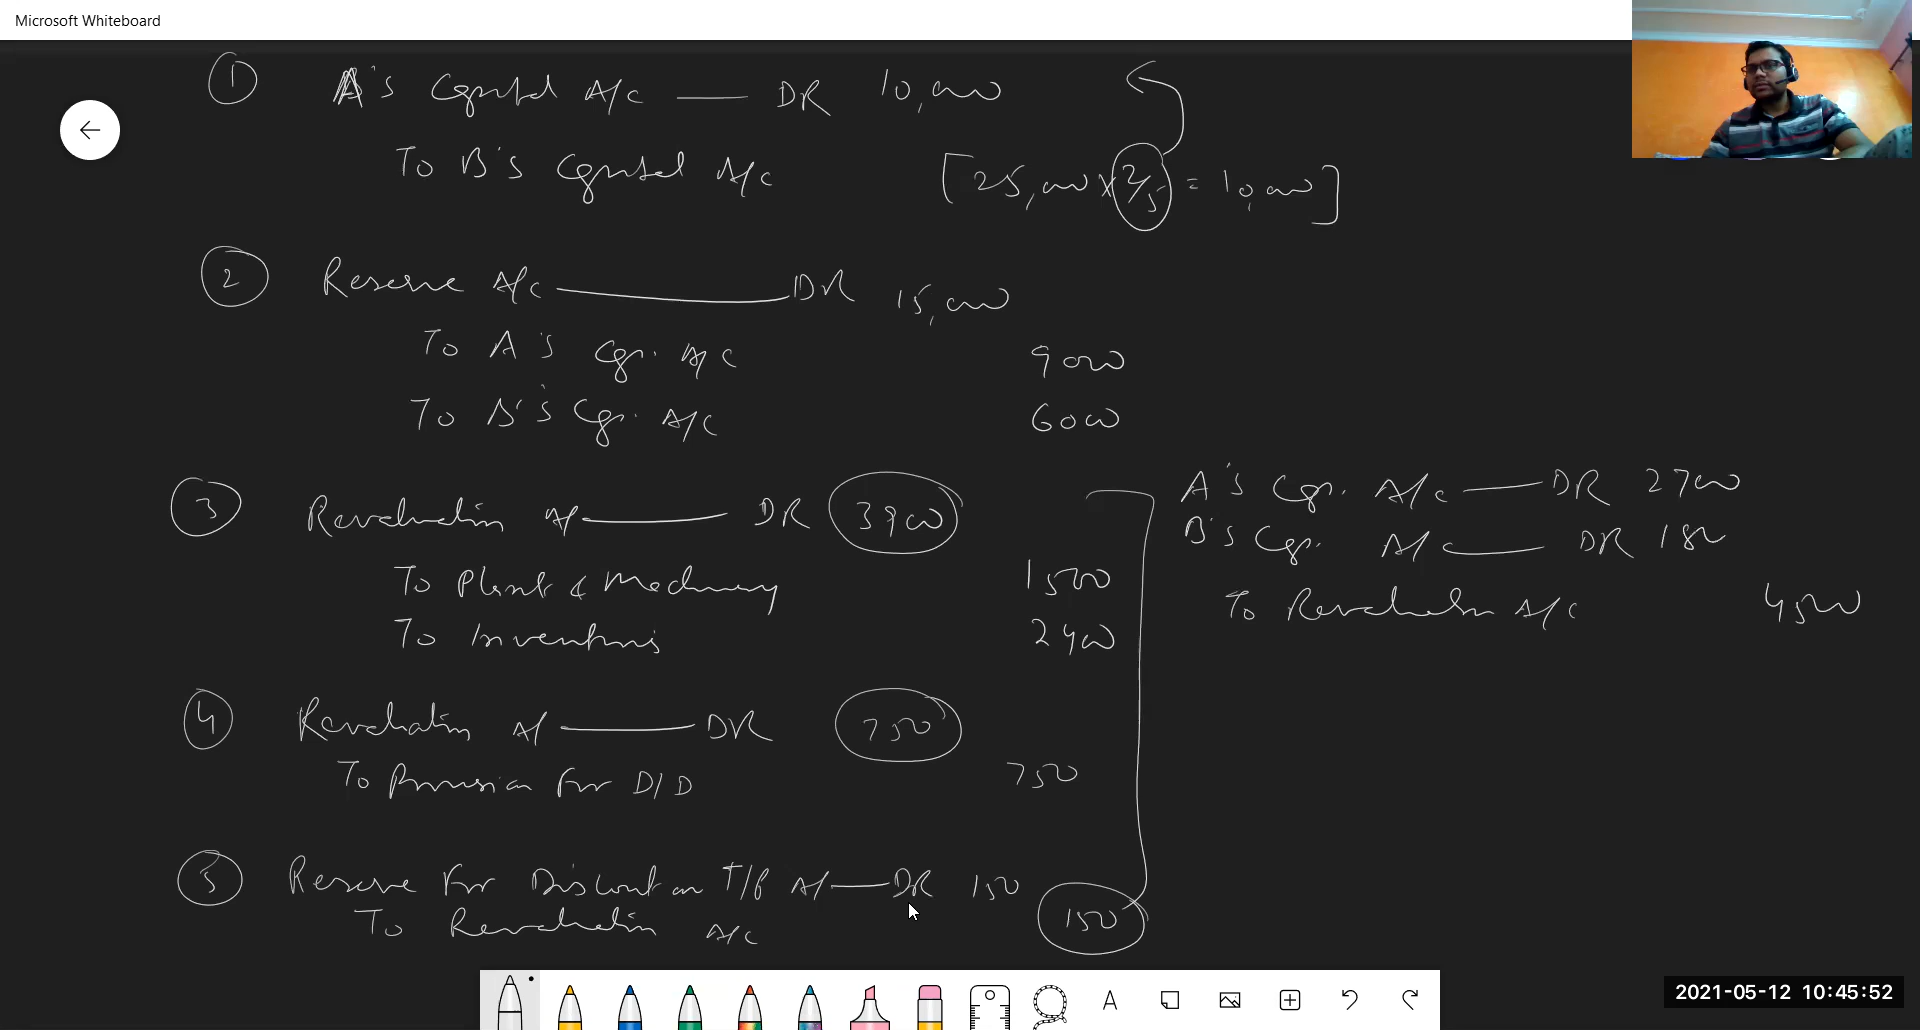 Microsoft Whiteboard
① A's Capital A/c — DR 10,000
To B's Capital A/c [25,000 × 2/5 = 10,000]
② Reserve A/c — DR 15,000
To A's Cap. A/c 9000
To B's Cap. A/c 6000
③ Revaluation A/ — DR 3900
To Plant & Machinery 1500
To Inventories 2400
④ Revaluation A/ — DR 750
To Provision For D/D 750
⑤ Reserve For Discount on T/P A/ — DR 150
To Revaluation A/c 150
A's Cap. A/c — DR 2700
B's Cap. A/c — DR 1800
To Revaluation A/c 4500
2021-05-12 10:45:52